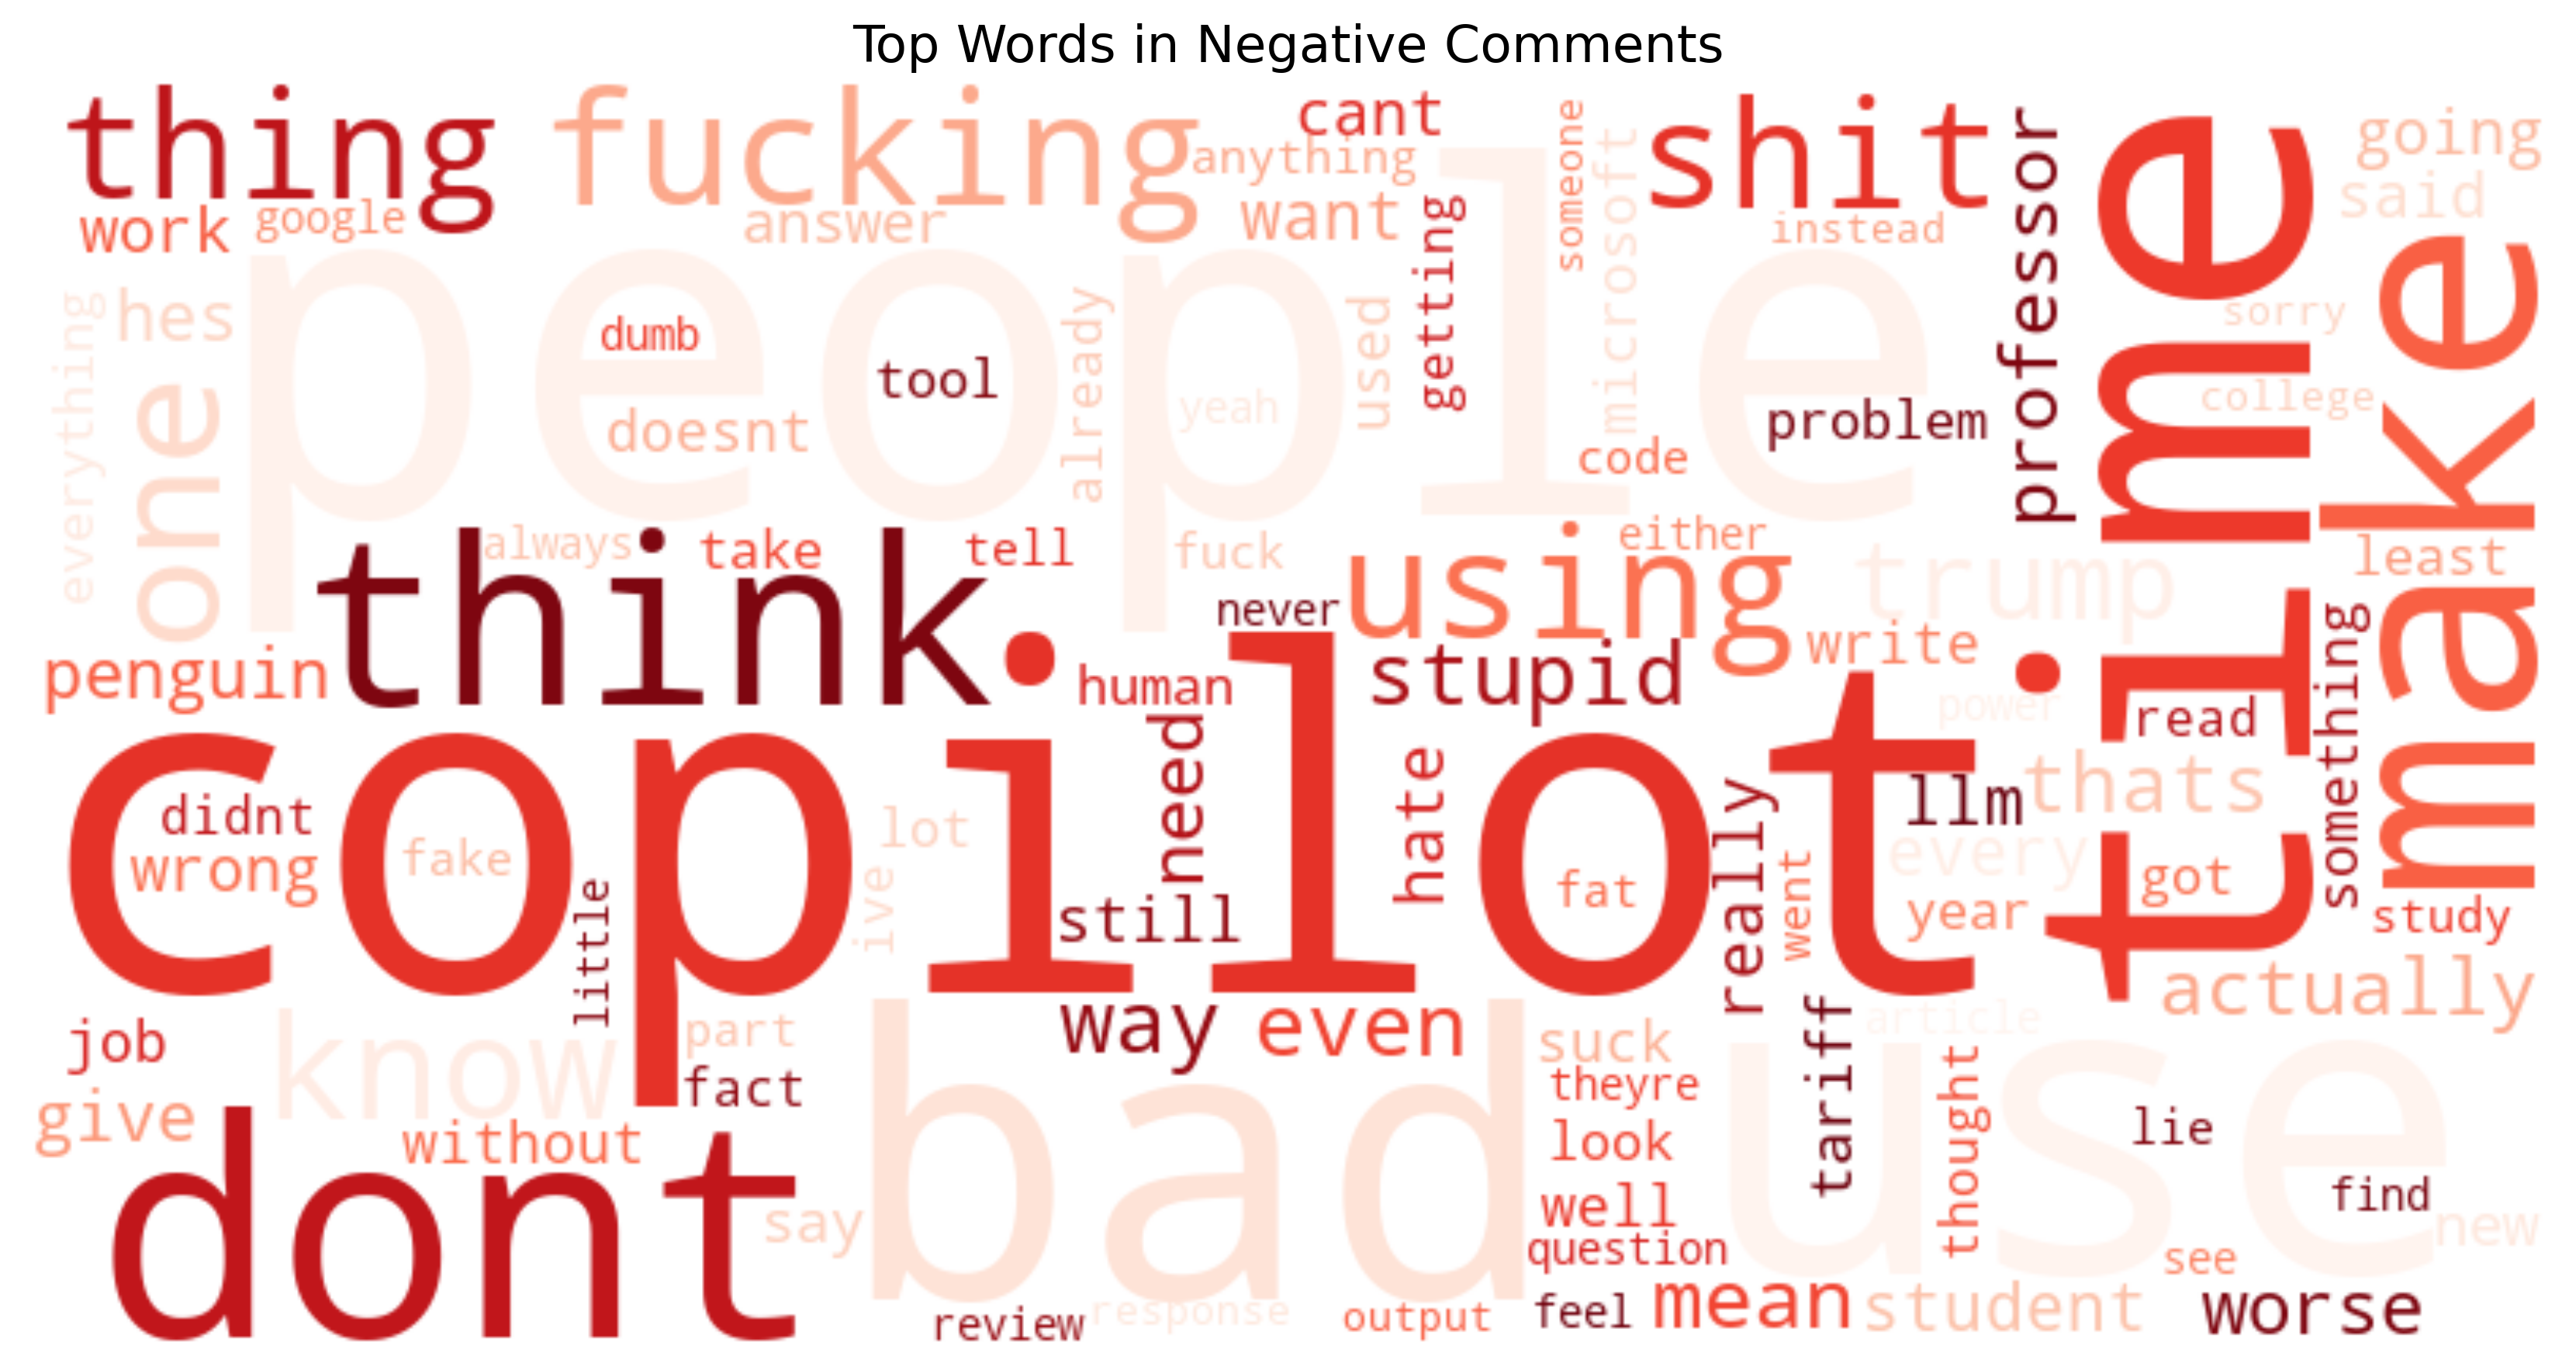 Top Words in Negative Comments
thing
fucking
cant
someone
microsoft
shit
professor
time
going
work
google
answer
anything
want
getting
instead
said
make
everything
hes
one
people
dumb
tool
doesnt
already
yeah
used
code
problem
sorry
college
think
always
take
tell
fuck
never
using
either
trump
least
penguin
human
stupid
write
power
read
something
copilot
didnt
wrong
fake
little
ive
lot
need
still
hate
fat
really
went
llm
thats
every
year
got
study
job
know
part
fact
way
even
suck
theyre
tariff
article
actually
give
dont
without
say
bad
look
well
question
thought
use
lie
find
new
see
review
response
output
feel
mean
student
worse